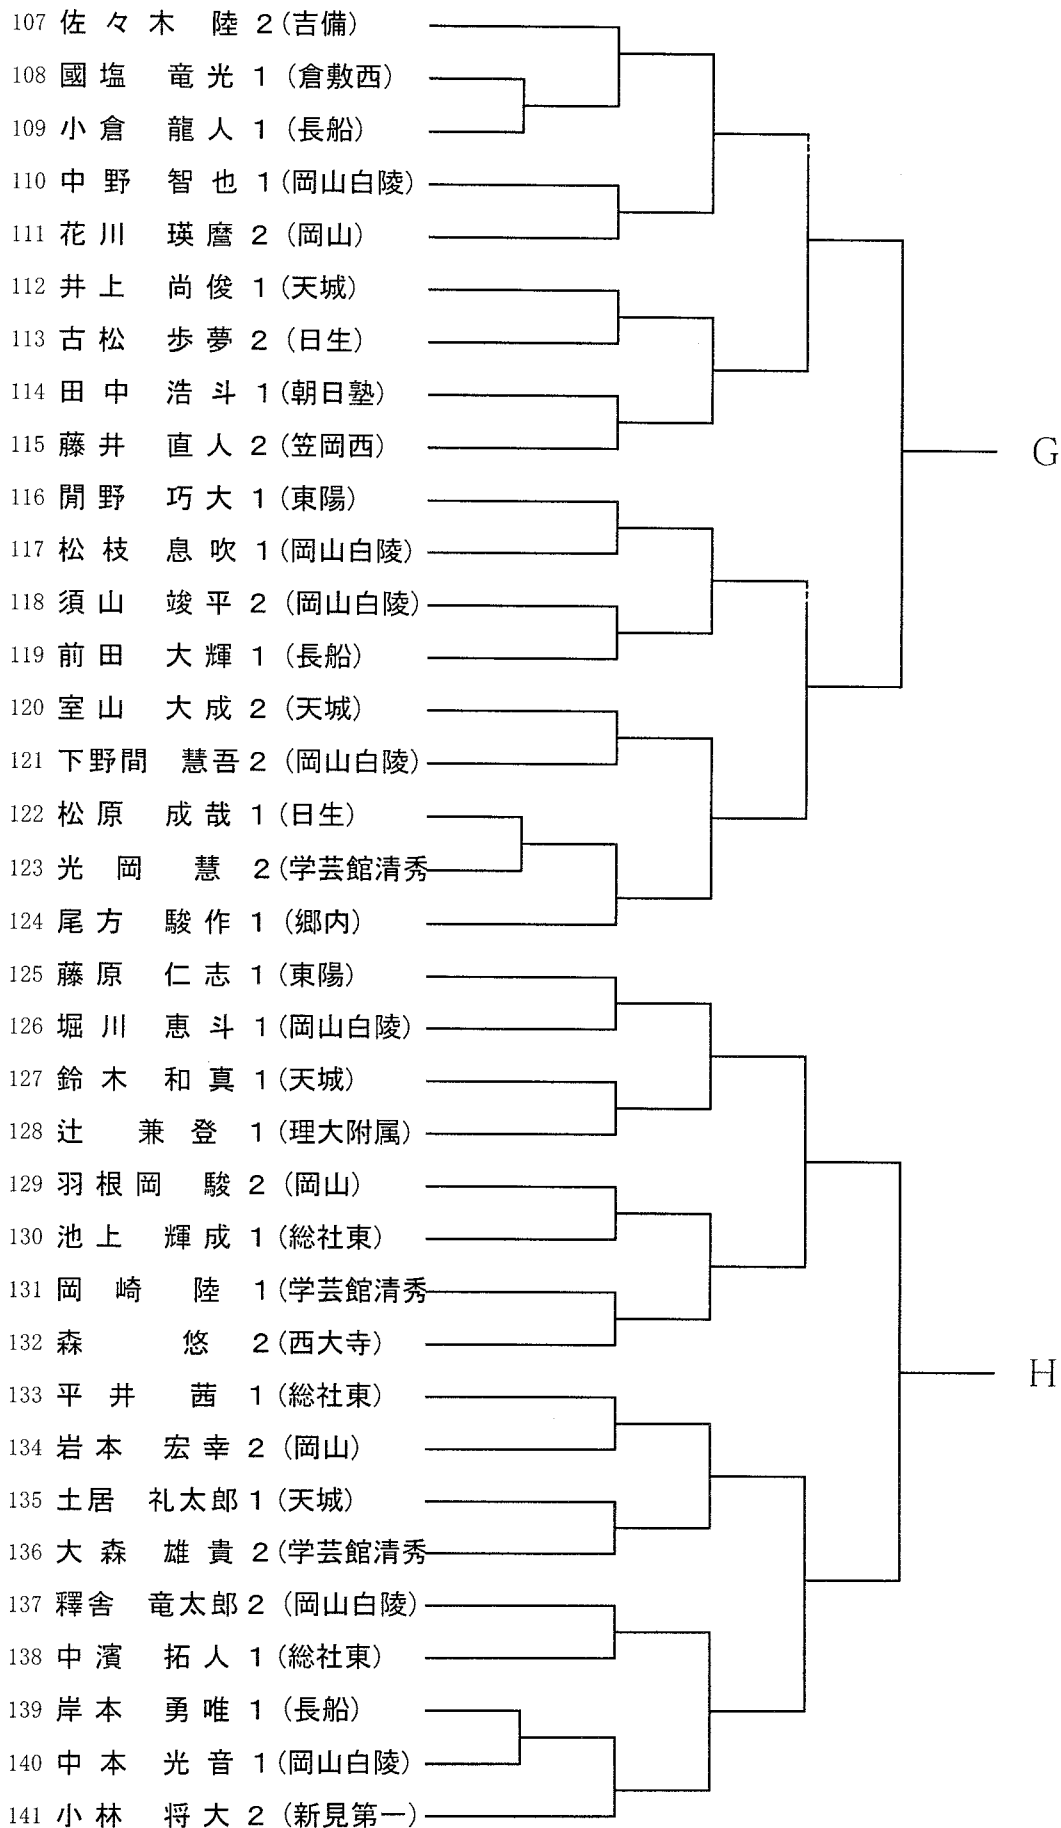 107 佐々木 陸 2 (吉備)
108 國塩 竜光 1 (倉敷西)
109 小倉 龍人 1 (長船)
110 中野 智也 1 (岡山白陵)
111 花川 瑛麿 2 (岡山)
112 井上 尚俊 1 (天城)
113 古松 歩夢 2 (日生)
114 田中 浩斗 1 (朝日塾)
115 藤井 直人 2 (笠岡西)
G
116 閒野 巧大 1 (東陽)
117 松枝 息吹 1 (岡山白陵)
118 須山 竣平 2 (岡山白陵)
119 前田 大輝 1 (長船)
120 室山 大成 2 (天城)
121 下野間 慧吾 2 (岡山白陵)
122 松原 成哉 1 (日生)
123 光岡 慧 2 (学芸館清秀
124 尾方 駿作 1 (郷内)
125 藤原 仁志 1 (東陽)
126 堀川 恵斗 1 (岡山白陵)
127 鈴木 和真 1 (天城)
128 辻 兼登 1 (理大附属)
129 羽根岡 駿 2 (岡山)
130 池上 輝成 1 (総社東)
131 岡崎 陸 1 (学芸館清秀
132 森 悠 2 (西大寺)
H
133 平井 茜 1 (総社東)
134 岩本 宏幸 2 (岡山)
135 土居 礼太郎 1 (天城)
136 大森 雄貴 2 (学芸館清秀
137 釋舎 竜太郎 2 (岡山白陵)
138 中濱 拓人 1 (総社東)
139 岸本 勇唯 1 (長船)
140 中本 光音 1 (岡山白陵)
141 小林 将大 2 (新見第一)